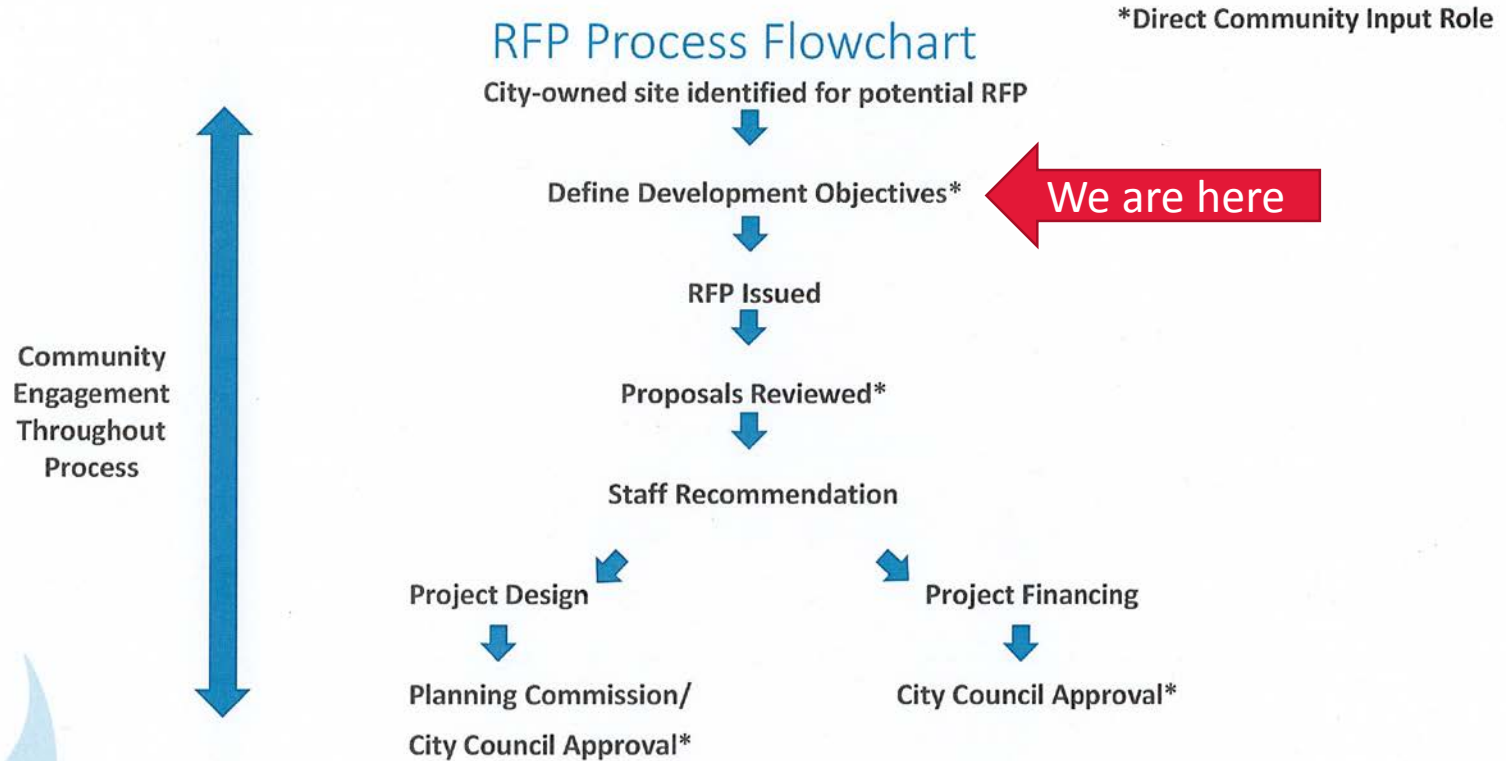 *Direct Community Input Role
RFP Process Flowchart
City-owned site identified for potential RFP
Define Development Objectives*
We are here
RFP Issued
Community
Engagement
Throughout
Process
Proposals Reviewed*
Staff Recommendation
Project Design
Project Financing
Planning Commission/
City Council Approval*
City Council Approval*